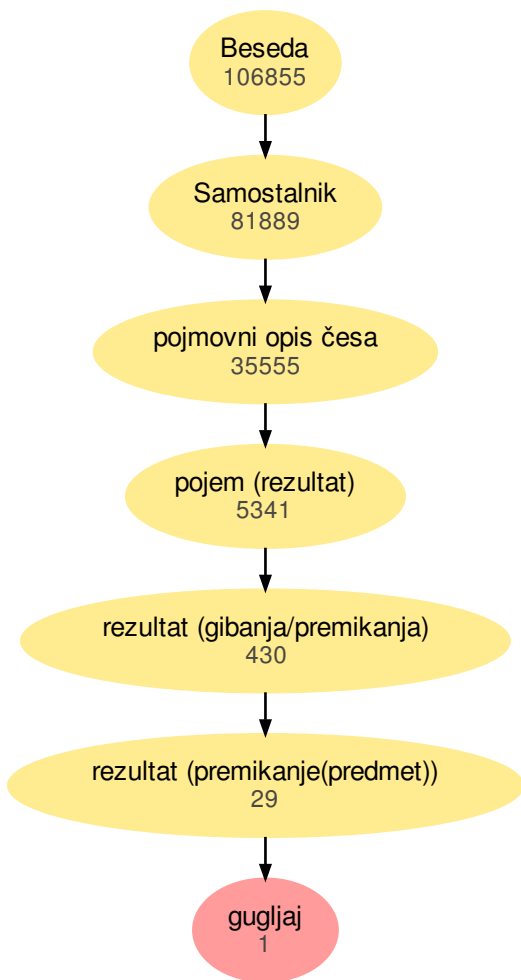 Beseda
106855
Samostalnik
81889
pojmovni opis česa
35555
pojem (rezultat)
5341
rezultat (gibanja/premikanja)
430
rezultat (premikanje(predmet))
29
gugljaj
1